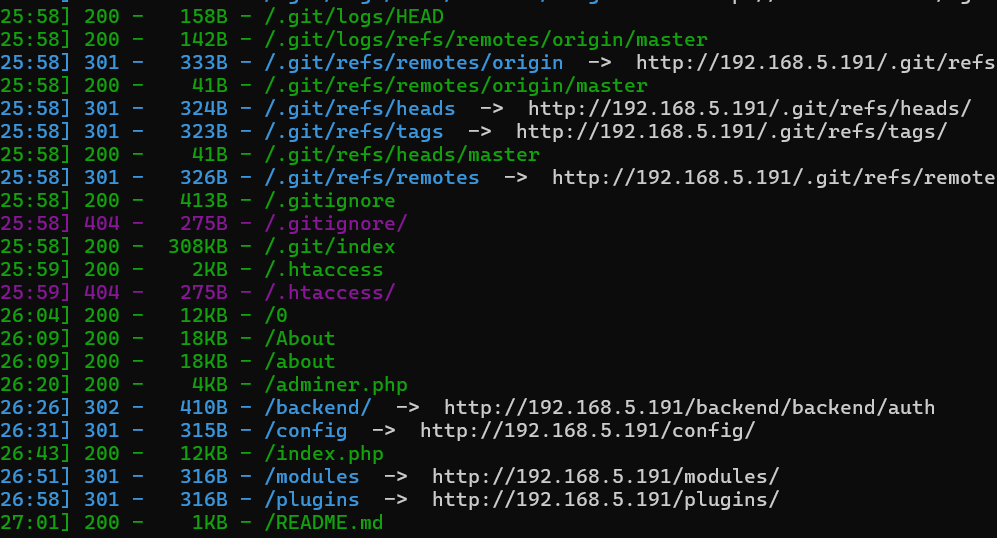 25:58] 200 -   158B - /.git/logs/HEAD
25:58] 200 -   142B - /.git/logs/refs/remotes/origin/master
25:58] 301 -   333B - /.git/refs/remotes/origin  ->  http://192.168.5.191/.git/refs
25:58] 200 -    41B - /.git/refs/remotes/origin/master
25:58] 301 -   324B - /.git/refs/heads  ->  http://192.168.5.191/.git/refs/heads/
25:58] 301 -   323B - /.git/refs/tags  ->  http://192.168.5.191/.git/refs/tags/
25:58] 200 -    41B - /.git/refs/heads/master
25:58] 301 -   326B - /.git/refs/remotes  ->  http://192.168.5.191/.git/refs/remote
25:58] 200 -   413B - /.gitignore
25:58] 404 -   275B - /.gitignore/
25:58] 200 -  308KB - /.git/index
25:59] 200 -    2KB - /.htaccess
25:59] 404 -   275B - /.htaccess/
26:04] 200 -   12KB - /0
26:09] 200 -   18KB - /About
26:09] 200 -   18KB - /about
26:20] 200 -    4KB - /adminer.php
26:26] 302 -   410B - /backend/  ->  http://192.168.5.191/backend/backend/auth
26:31] 301 -   315B - /config  ->  http://192.168.5.191/config/
26:43] 200 -   12KB - /index.php
26:51] 301 -   316B - /modules  ->  http://192.168.5.191/modules/
26:58] 301 -   316B - /plugins  ->  http://192.168.5.191/plugins/
27:01] 200 -    1KB - /README.md